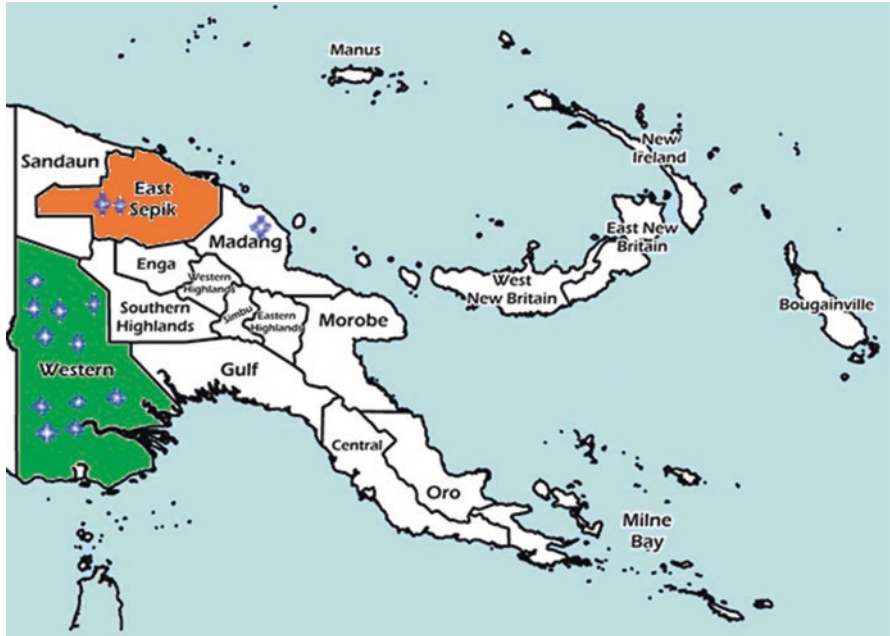 Manus
New
Ireland
Sandaun
East
Sepik
East New
Britain
Madang
Enga
Western
Highlands
West
New Britain
Southern
Highlands
Simbu
Eastern
Highlands
Morobe
Bougainville
Western
Gulf
Central
Oro
Milne
Bay